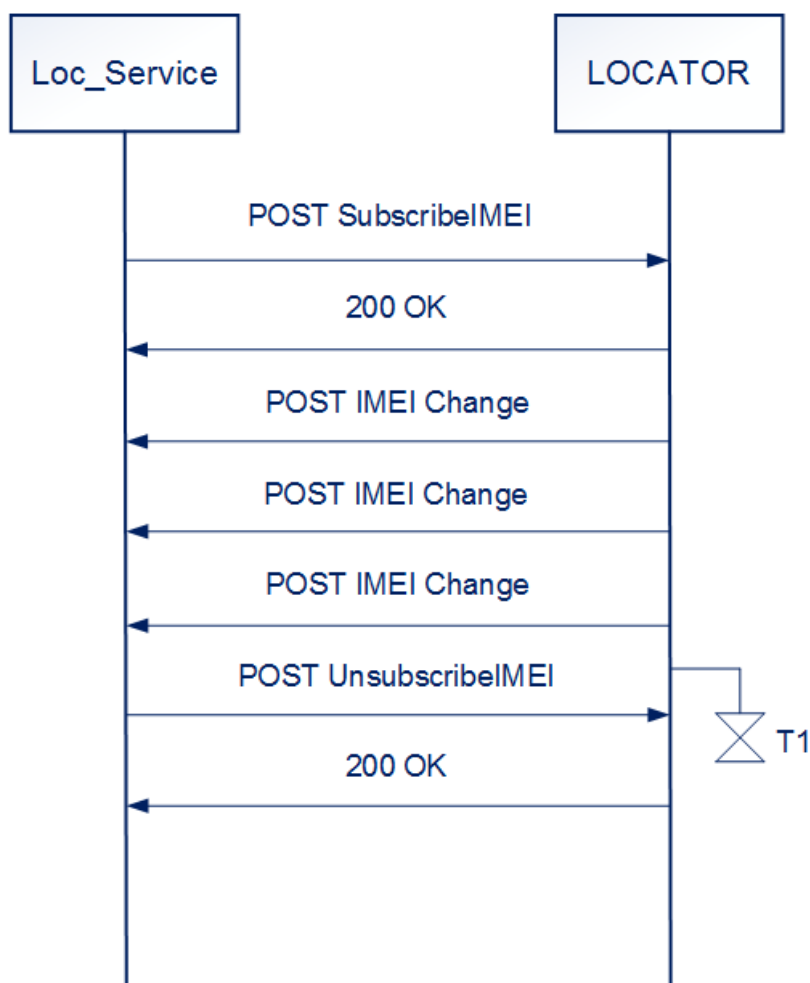 Loc_Service
LOCATOR
POST SubscribeIMEI
200 OK
POST IMEI Change
POST IMEI Change
POST IMEI Change
POST UnsubscribeIMEI
T1
200 OK